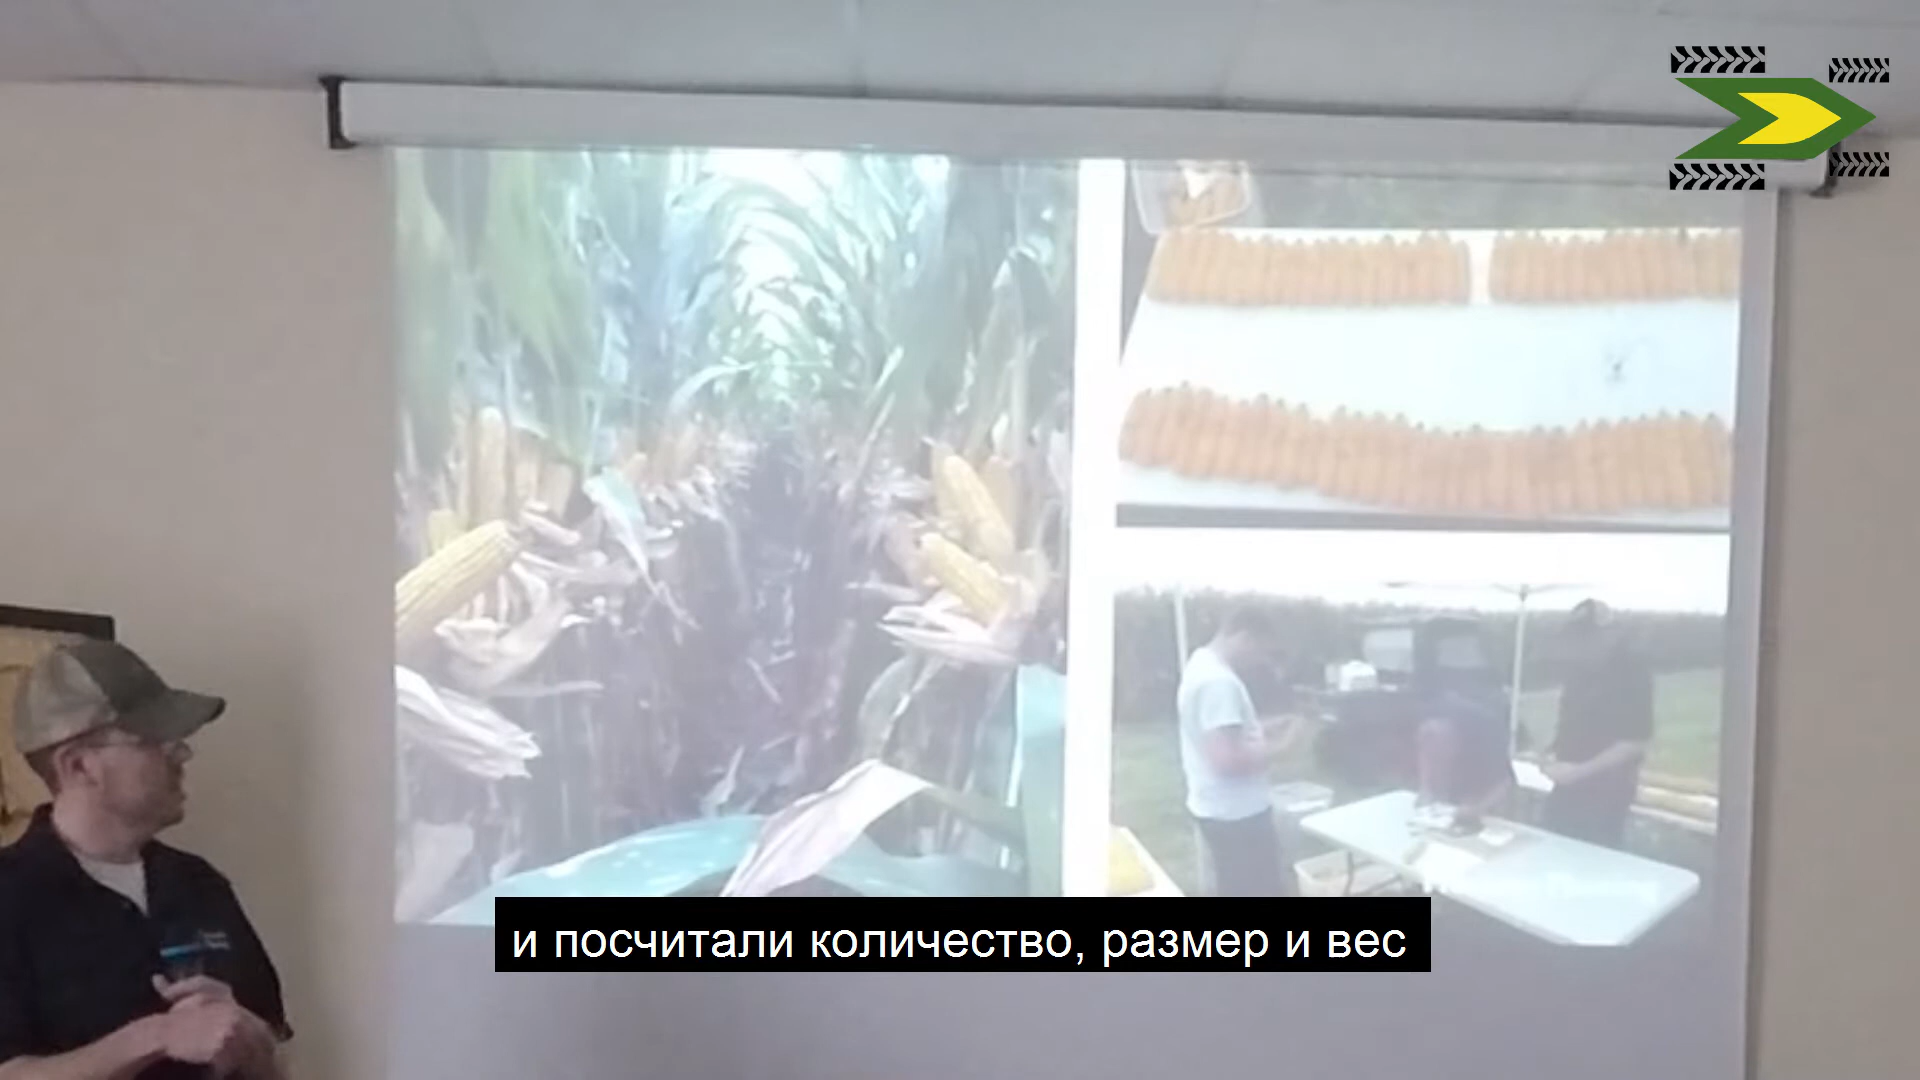 и посчитали количество, размер и вес